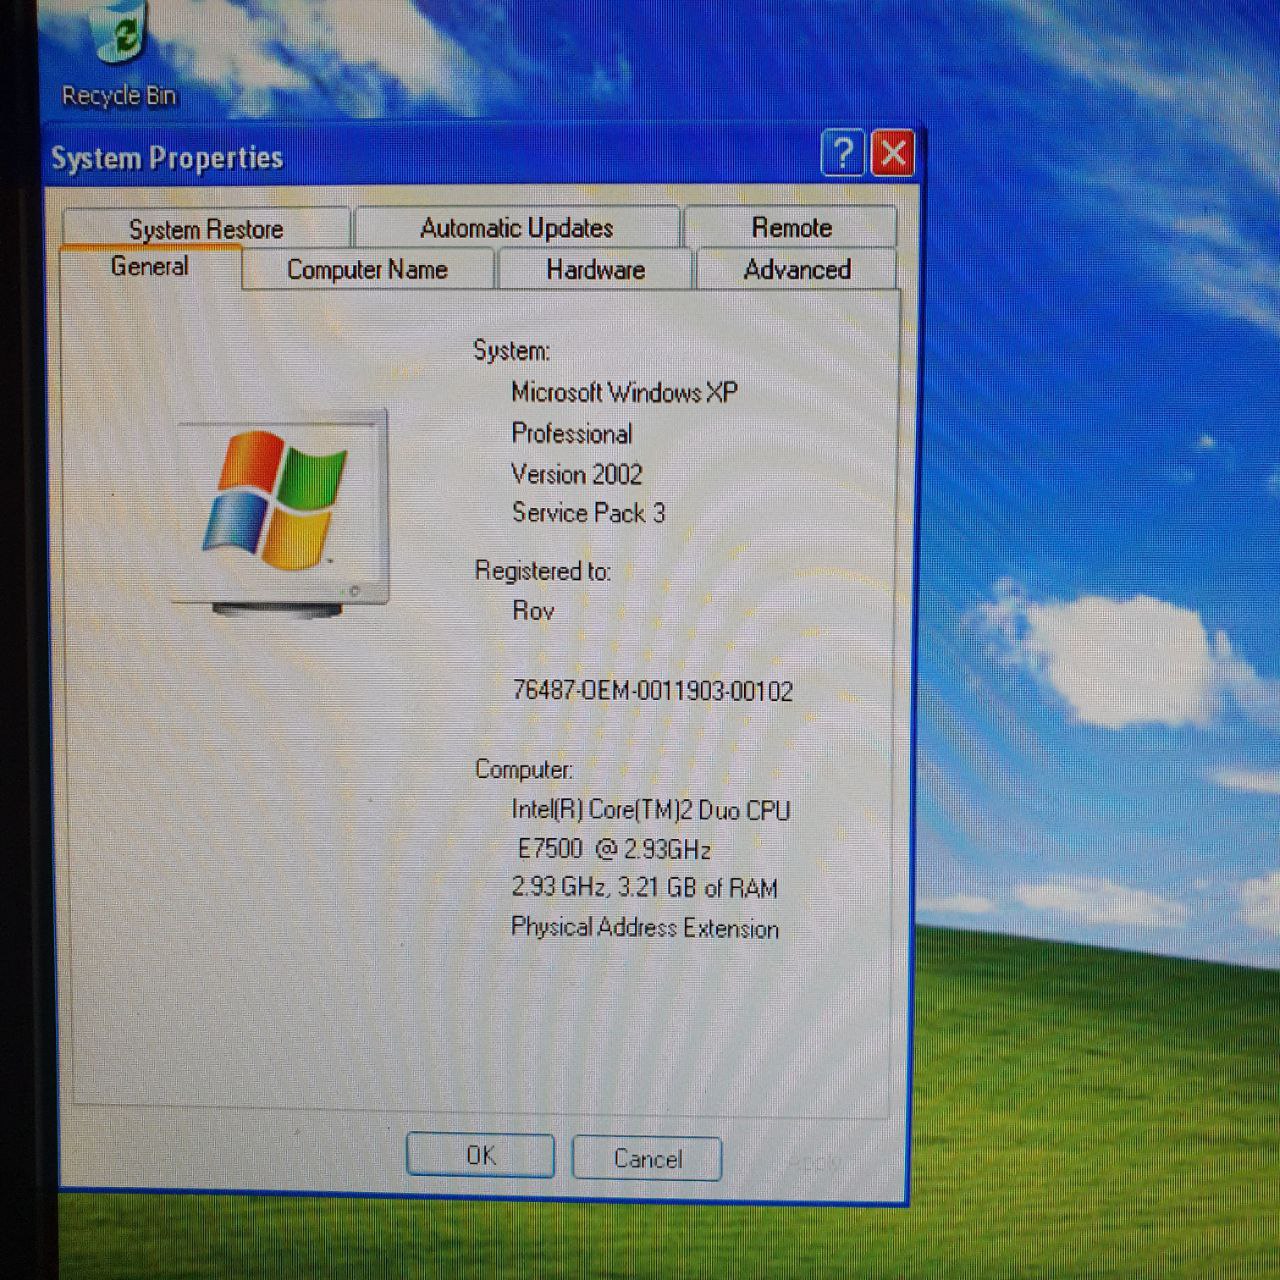 Recycle Bin
System Properties
System Restore
Automatic Updates
Remote
General
Computer Name
Hardware
Advanced
System:
Microsoft Windows XP
Professional
Version 2002
Service Pack 3
Registered to:
Rov
76487-OEM-0011903-00102
Computer:
Intel(R) Core(TM)2 Duo CPU
E7500 @ 2.93GHz
2.93 GHz, 3.21 GB of RAM
Physical Address Extension
OK
Cancel
Apply